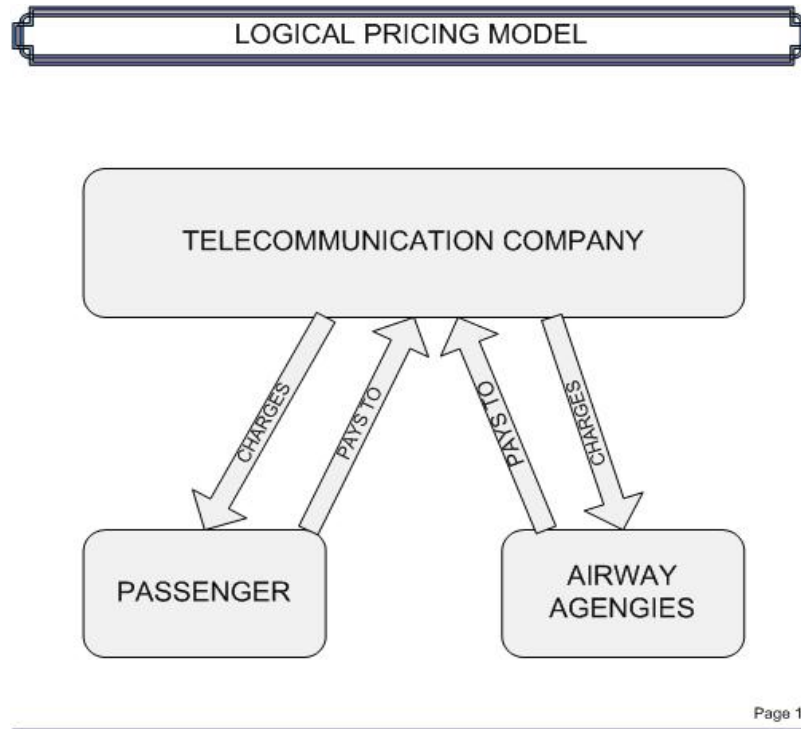 LOGICAL PRICING MODEL
TELECOMMUNICATION COMPANY
CHARGES
PAYS TO
PAYS TO
CHARGES
PASSENGER
AIRWAY
AGENGIES
Page 1